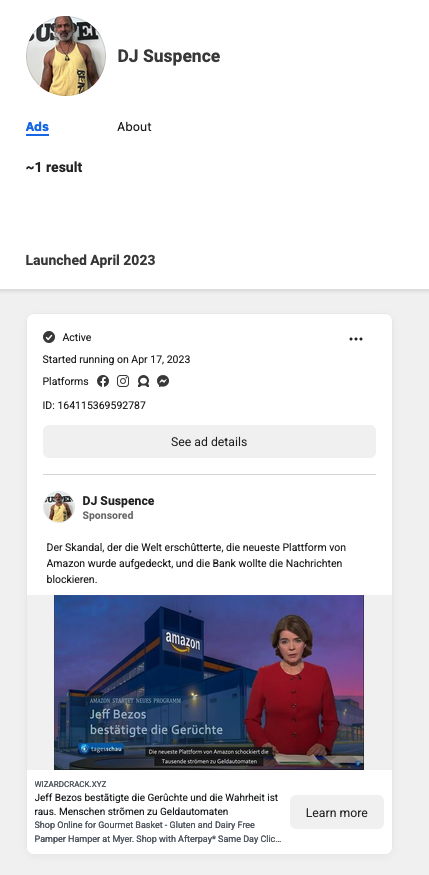 SUSPEN
DJ Suspence
Ads
About
~1 result
Launched April 2023
Active
Started running on Apr 17, 2023
Platforms
ID: 164115369592787
See ad details
DJ Suspence
Sponsored
Der Skandal, der die Welt erschûtterte, die neueste Plattform von
Amazon wurde aufgedeckt, und die Bank wollte die Nachrichten
blockieren.
amazon
AMAZON STARTET NEUES PROGRAMM
Jeff Bezos
bestätigte die Gerüchte
tagesschau
Die neueste Plattform von Amazon schockiert die
Tausende strömen zu Geldautomaten
WIZARDCRACK.XYZ
Jeff Bezos bestätigte die Gerûchte und die Wahrheit ist
raus. Menschen strömen zu Geldautomaten
Shop Online for Gourmet Basket - Gluten and Dairy Free
Pamper Hamper at Myer. Shop with Afterpay* Same Day Clic...
Learn more